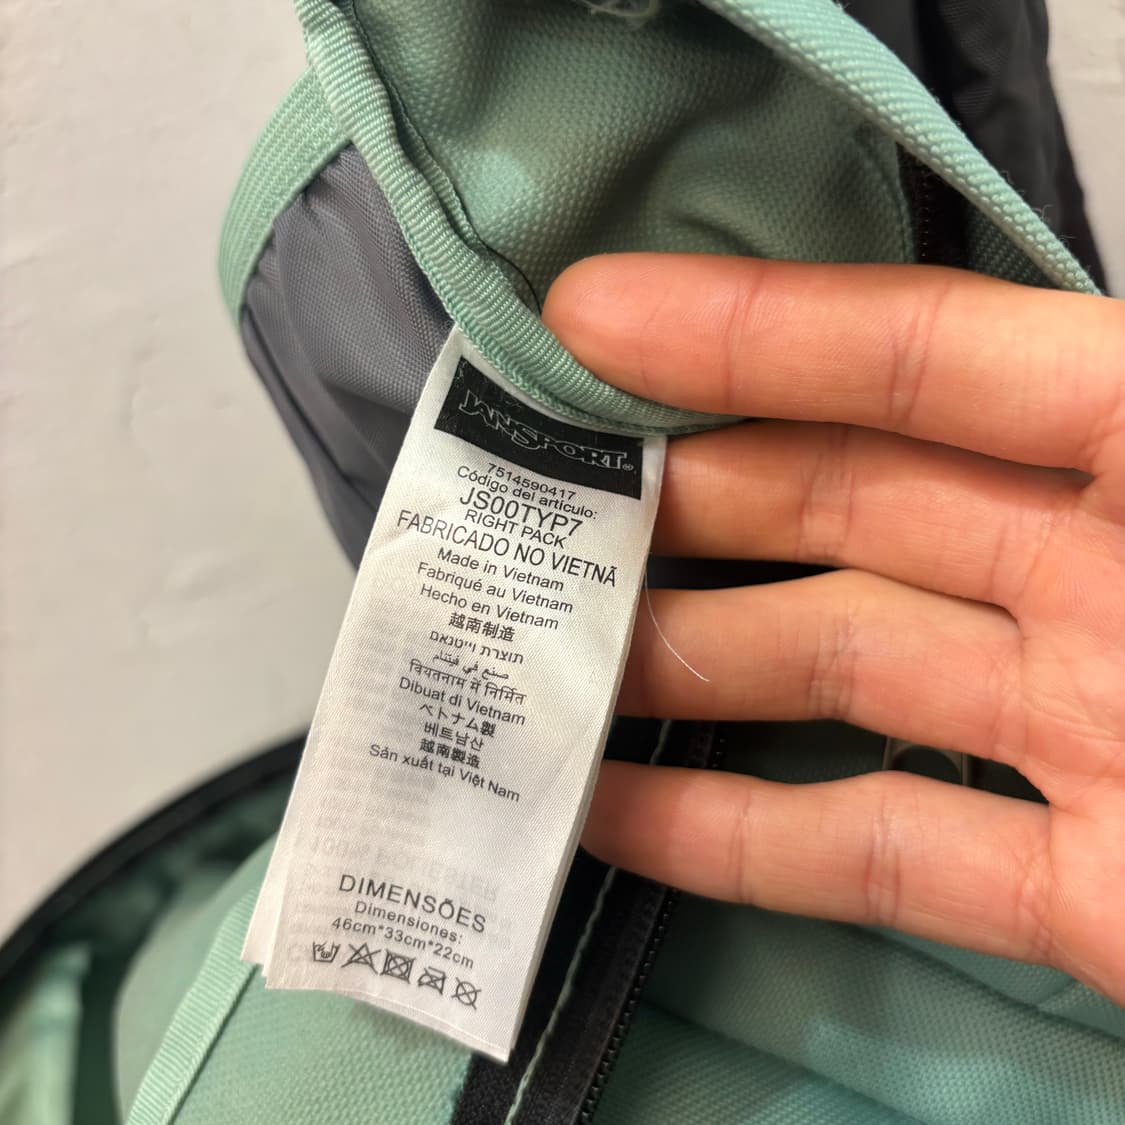 JANSPORT®
7514590417
Código del artículo:
JS00TYP7
RIGHT PACK
FABRICADO NO VIETNÃ
Made in Vietnam
Fabriqué au Vietnam
Hecho en Vietnam
越南制造
תוצרת וייטנאם
صنع في فيتنام
वियतनाम में निर्मित
Dibuat di Vietnam
ベトナム製
베트남산
越南製造
Sản xuất tại Việt Nam
100% POLIESTER
DIMENSÕES
Dimensiones:
46cm*33cm*22cm